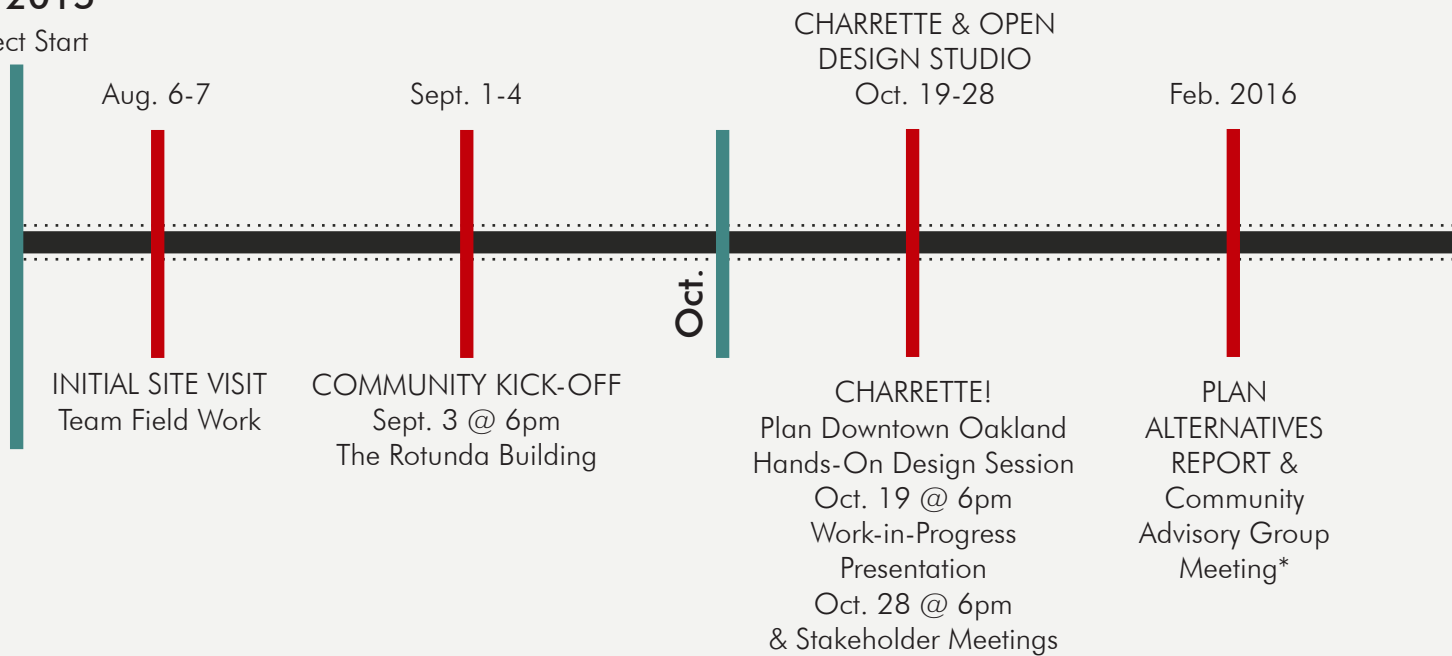 2015
ect Start
Aug. 6-7
INITIAL SITE VISIT
Team Field Work
Sept. 1-4
COMMUNITY KICK-OFF
Sept. 3 @ 6pm
The Rotunda Building
Oct.
CHARRETTE & OPEN
DESIGN STUDIO
Oct. 19-28
CHARRETTE!
Plan Downtown Oakland
Hands-On Design Session
Oct. 19 @ 6pm
Work-in-Progress
Presentation
Oct. 28 @ 6pm
& Stakeholder Meetings
Feb. 2016
PLAN
ALTERNATIVES
REPORT &
Community
Advisory Group
Meeting*